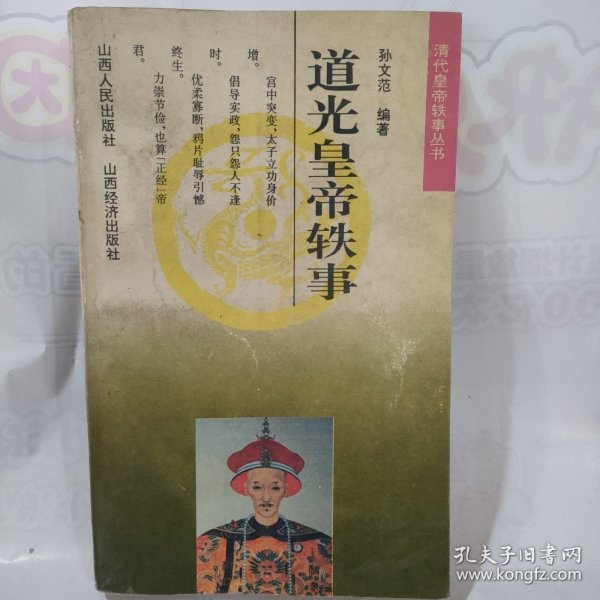 清代皇帝轶事丛书
孙文范 编著
道光皇帝轶事
宫中突变，太子立功身价
增。
倡导实政，怨只怨人不逢
时。
优柔寡断，鸦片耻辱引憾
终生。
力崇节俭，也算「正经」帝
君。
山西人民出版社 山西经济出版社
孔夫子旧书网
www.kongfz.com